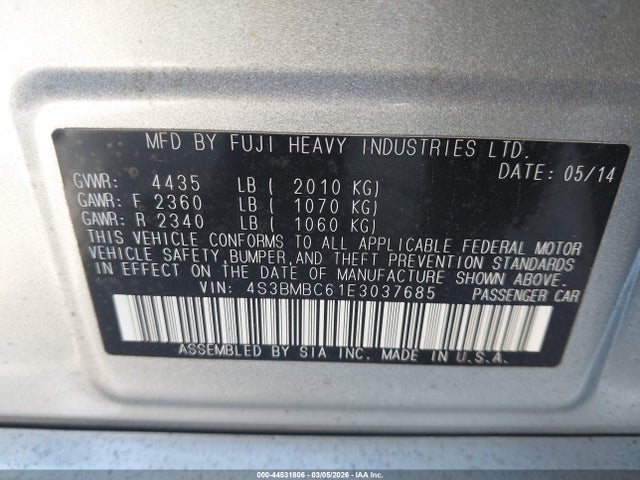 MFD BY FUJI HEAVY INDUSTRIES LTD.
DATE: 05/14
GVWR: 4435 LB ( 2010 KG)
GAWR: F 2360 LB ( 1070 KG)
GAWR: R 2340 LB ( 1060 KG)
THIS VEHICLE CONFORMS TO ALL APPLICABLE FEDERAL MOTOR
VEHICLE SAFETY, BUMPER, AND THEFT PREVENTION STANDARDS
IN EFFECT ON THE DATE OF MANUFACTURE SHOWN ABOVE.
VIN: 4S3BMBC61E3037685 PASSENGER CAR
ASSEMBLED BY SIA INC. MADE IN U.S.A.
000-44531806 | 03/05/2026 | IAA Inc.